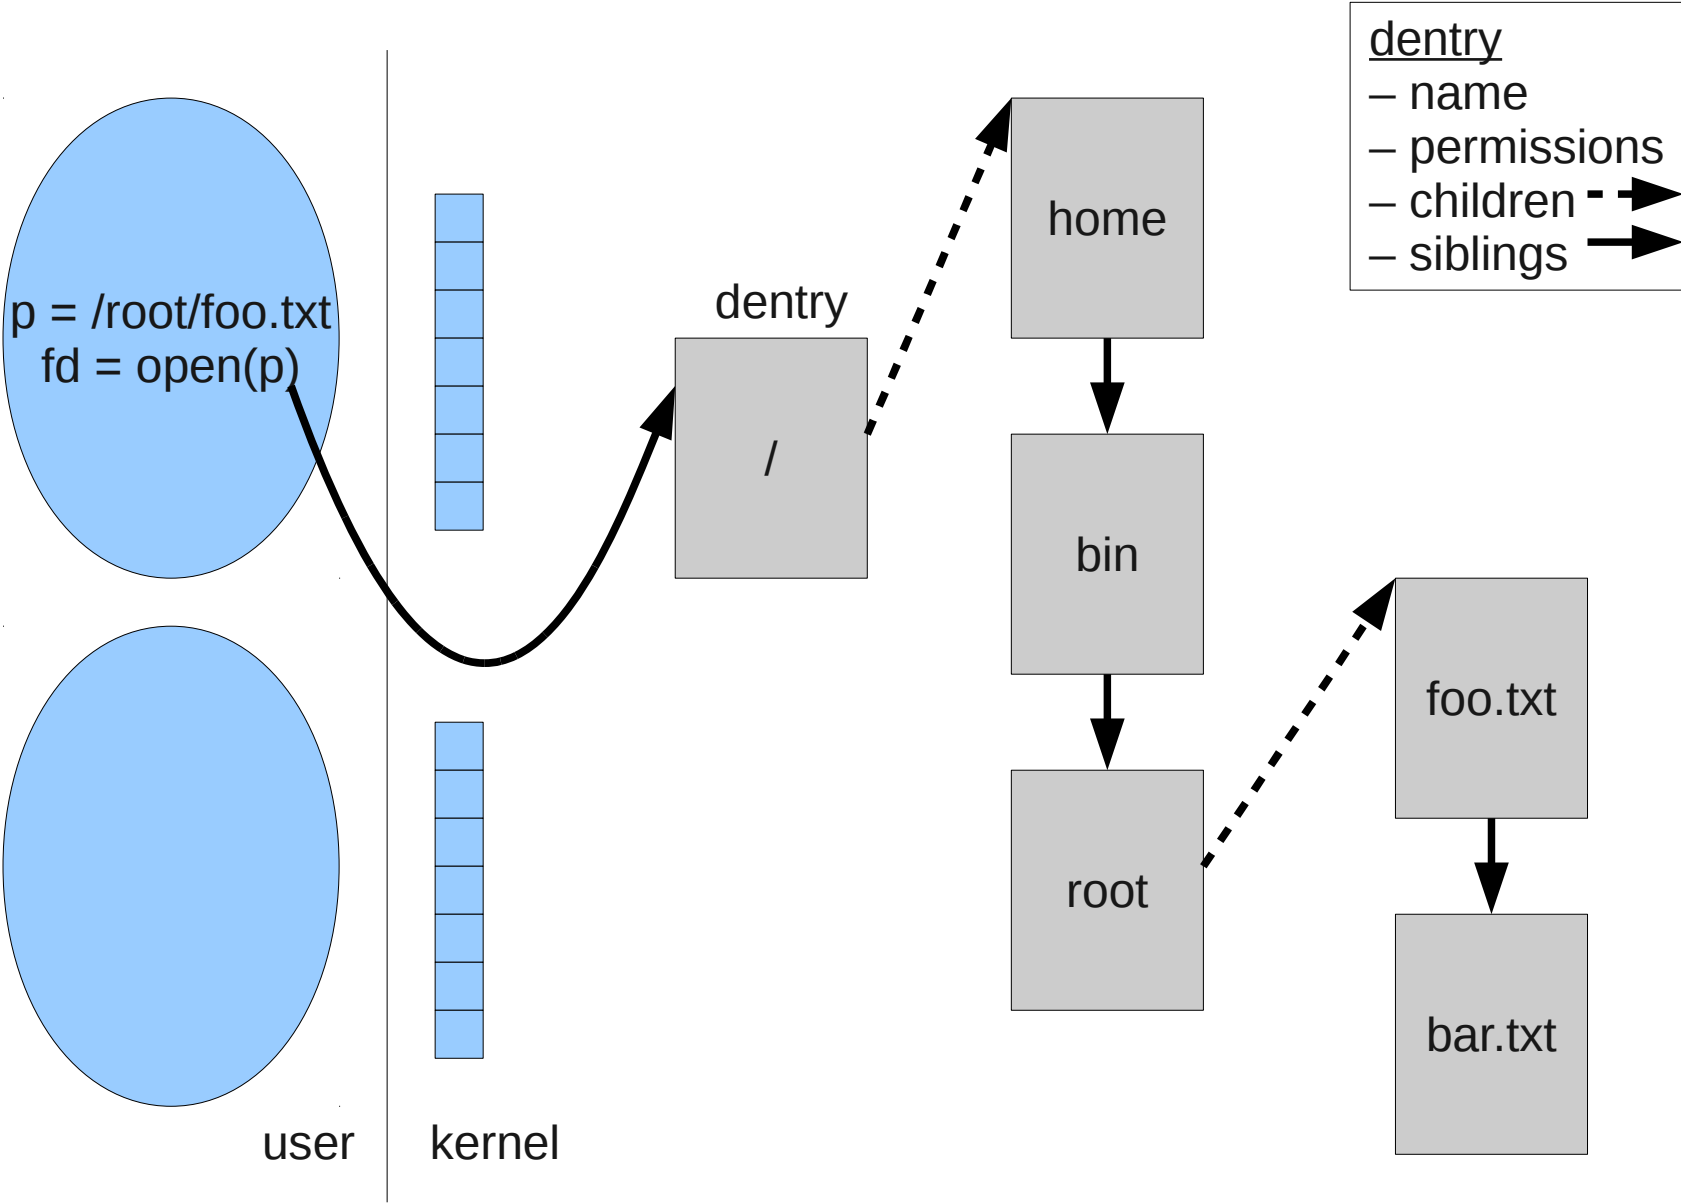 p = /root/foo.txt
fd = open(p)
dentry
/
home
bin
root
foo.txt
bar.txt
dentry
– name
– permissions
– children
– siblings
user
kernel